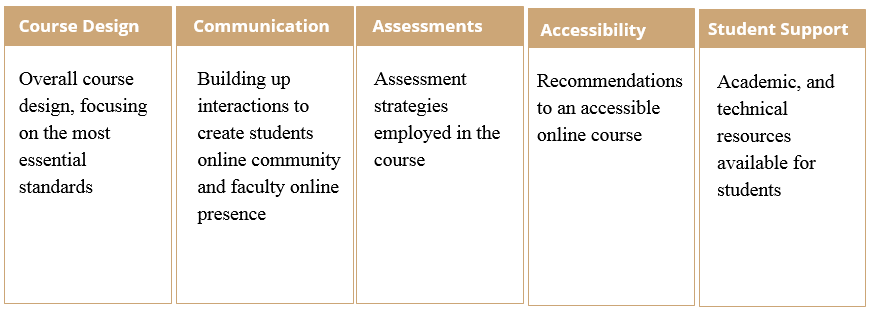 Course Design
Overall course
design, focusing
on the most
essential
standards
Communication
Building up
interactions to
create students
online community
and faculty online
presence
Assessments
Assessment
strategies
employed in the
course
Accessibility
Recommendations
to an accessible
online course
Student Support
Academic, and
technical
resources
available for
students